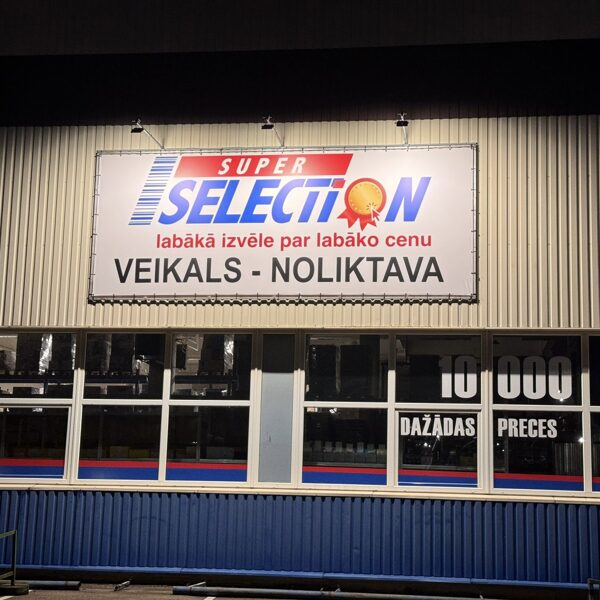 SUPER
SELECTiON
labākā izvēle par labāko cenu
VEIKALS - NOLIKTAVA
10 000
DAŽĀDAS PRECES